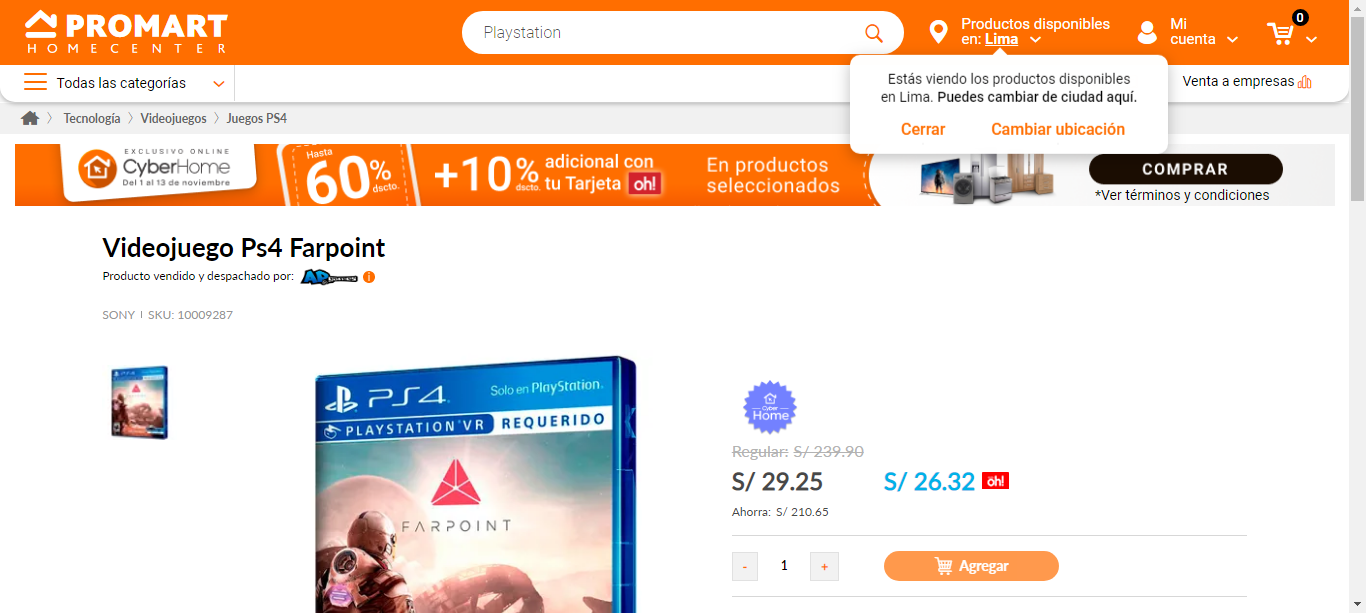 PROMART
HOMECENTER
Playstation
Productos disponibles
en: Lima
Mi
cuenta
0
Todas las categorías
Estás viendo los productos disponibles
en Lima. Puedes cambiar de ciudad aquí.
Cerrar
Cambiar ubicación
Venta a empresas
Tecnología
Videojuegos
Juegos PS4
EXCLUSIVO ONLINE
CyberHome
Del 1 al 13 de noviembre
Hasta
60%
dscto.
+10%
dscto.
adicional con
tu Tarjeta oh!
En productos
seleccionados
COMPRAR
*Ver términos y condiciones
Videojuego Ps4 Farpoint
Producto vendido y despachado por:
SONY | SKU: 10009287
PS4
Solo en PlayStation.
PLAYSTATION VR REQUERIDO
FARPOINT
Cyber
Home
Regular: S/ 239.90
S/ 29.25
S/ 26.32 oh!
Ahorra: S/ 210.65
- 1 +
Agregar